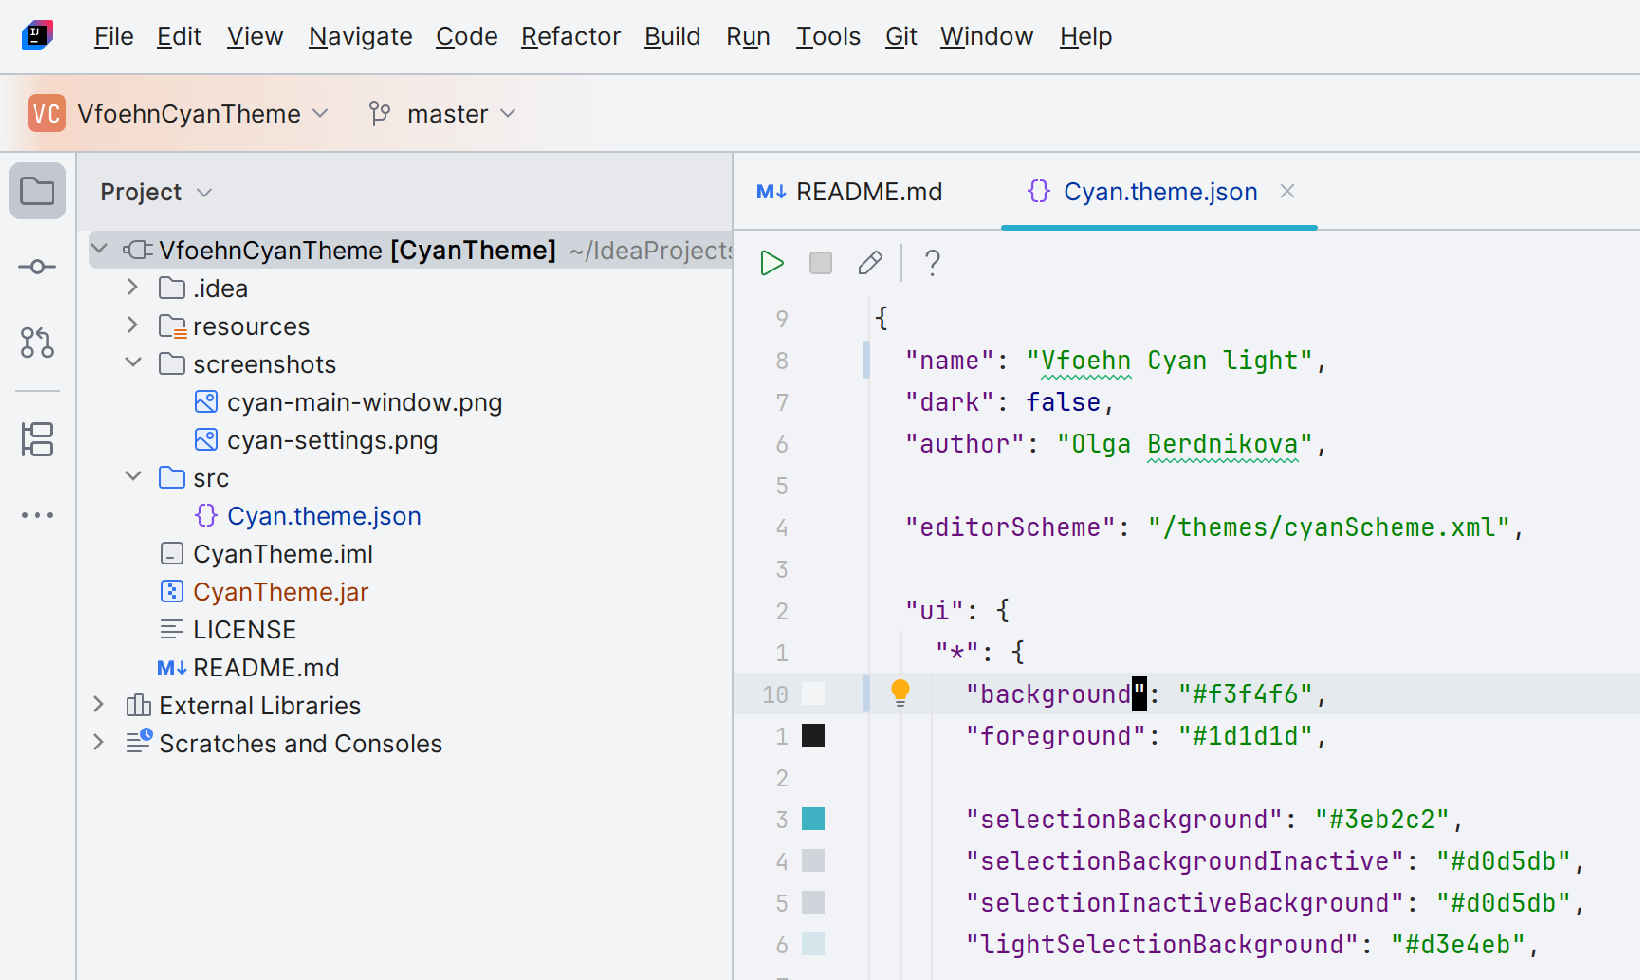 IJ
File Edit View Navigate Code Refactor Build Run Tools Git Window Help
VC VfoehnCyanTheme master
Project
VfoehnCyanTheme [CyanTheme] ~/IdeaProjects
.idea
resources
screenshots
cyan-main-window.png
cyan-settings.png
src
Cyan.theme.json
CyanTheme.iml
CyanTheme.jar
LICENSE
M↓ README.md
External Libraries
Scratches and Consoles
M↓ README.md {} Cyan.theme.json ×
?
9 {
8 "name": "Vfoehn Cyan light",
7 "dark": false,
6 "author": "Olga Berdnikova",
5
4 "editorScheme": "/themes/cyanScheme.xml",
3
2 "ui": {
1 "*": {
10 "background": "#f3f4f6",
1 "foreground": "#1d1d1d",
2
3 "selectionBackground": "#3eb2c2",
4 "selectionBackgroundInactive": "#d0d5db",
5 "selectionInactiveBackground": "#d0d5db",
6 "lightSelectionBackground": "#d3e4eb",